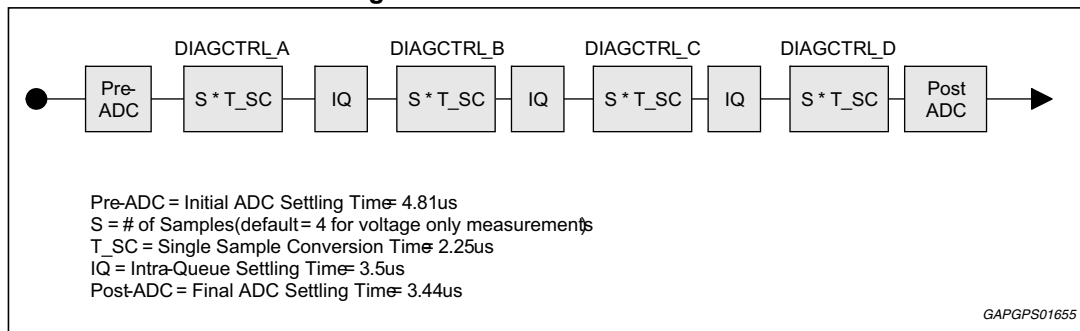 DIAGCTRL_A DIAGCTRL_B DIAGCTRL_C DIAGCTRL_D
Pre-
ADC
S * T_SC
IQ
S * T_SC
IQ
S * T_SC
IQ
S * T_SC
Post
ADC
Pre-ADC = Initial ADC Settling Time= 4.81us
S = # of Samples(default= 4 for voltage only measurements)
T_SC = Single Sample Conversion Time= 2.25us
IQ = Intra-Queue Settling Time= 3.5us
Post-ADC = Final ADC Settling Time= 3.44us
GAPGPS01655